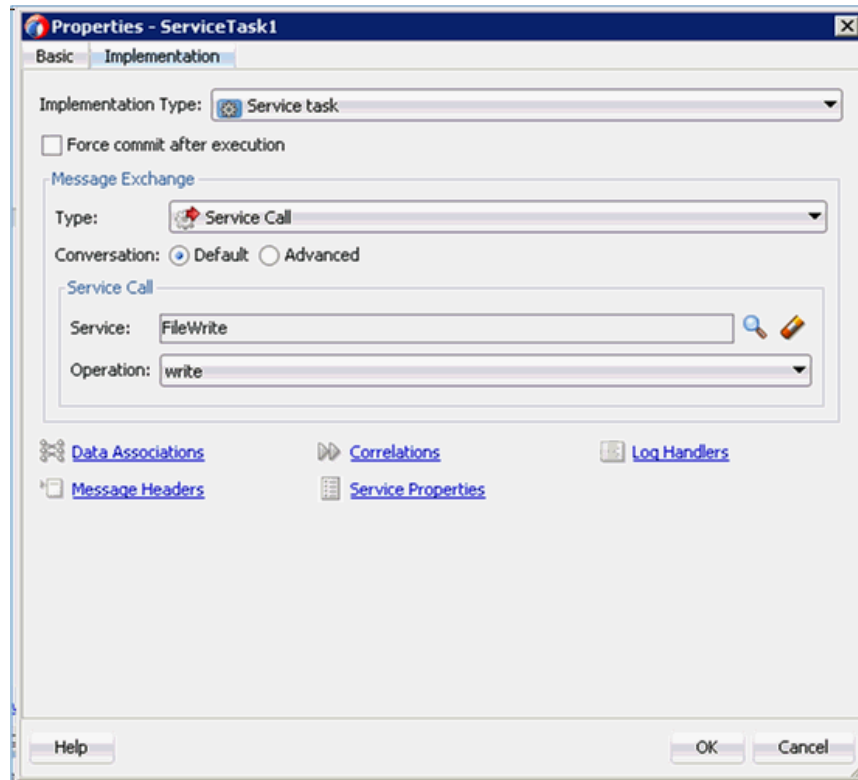 Properties - ServiceTask1
Basic Implementation
Implementation Type: Service task
Force commit after execution
Message Exchange
Type: Service Call
Conversation: Default Advanced
Service Call
Service: FileWrite
Operation: write
Data Associations Correlations Log Handlers
Message Headers Service Properties
Help OK Cancel